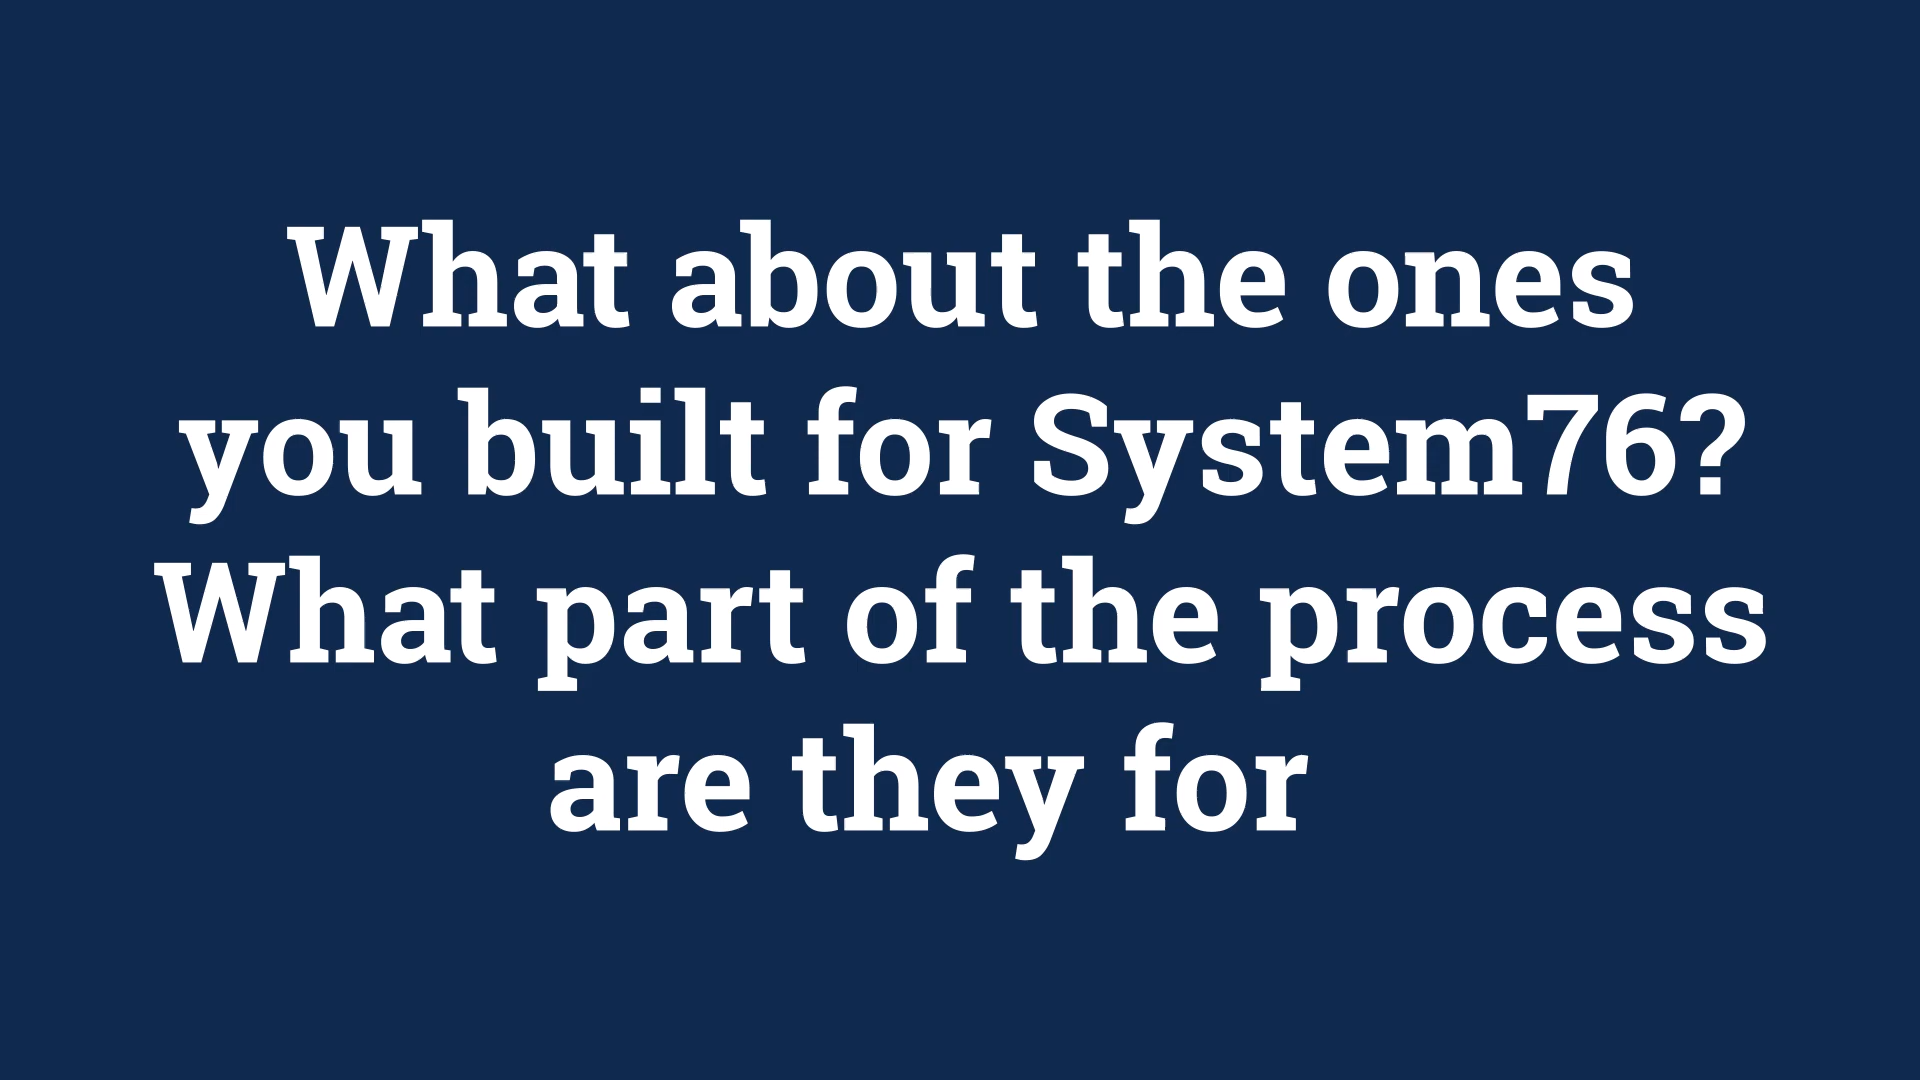 What about the ones
you built for System76?
What part of the process
are they for